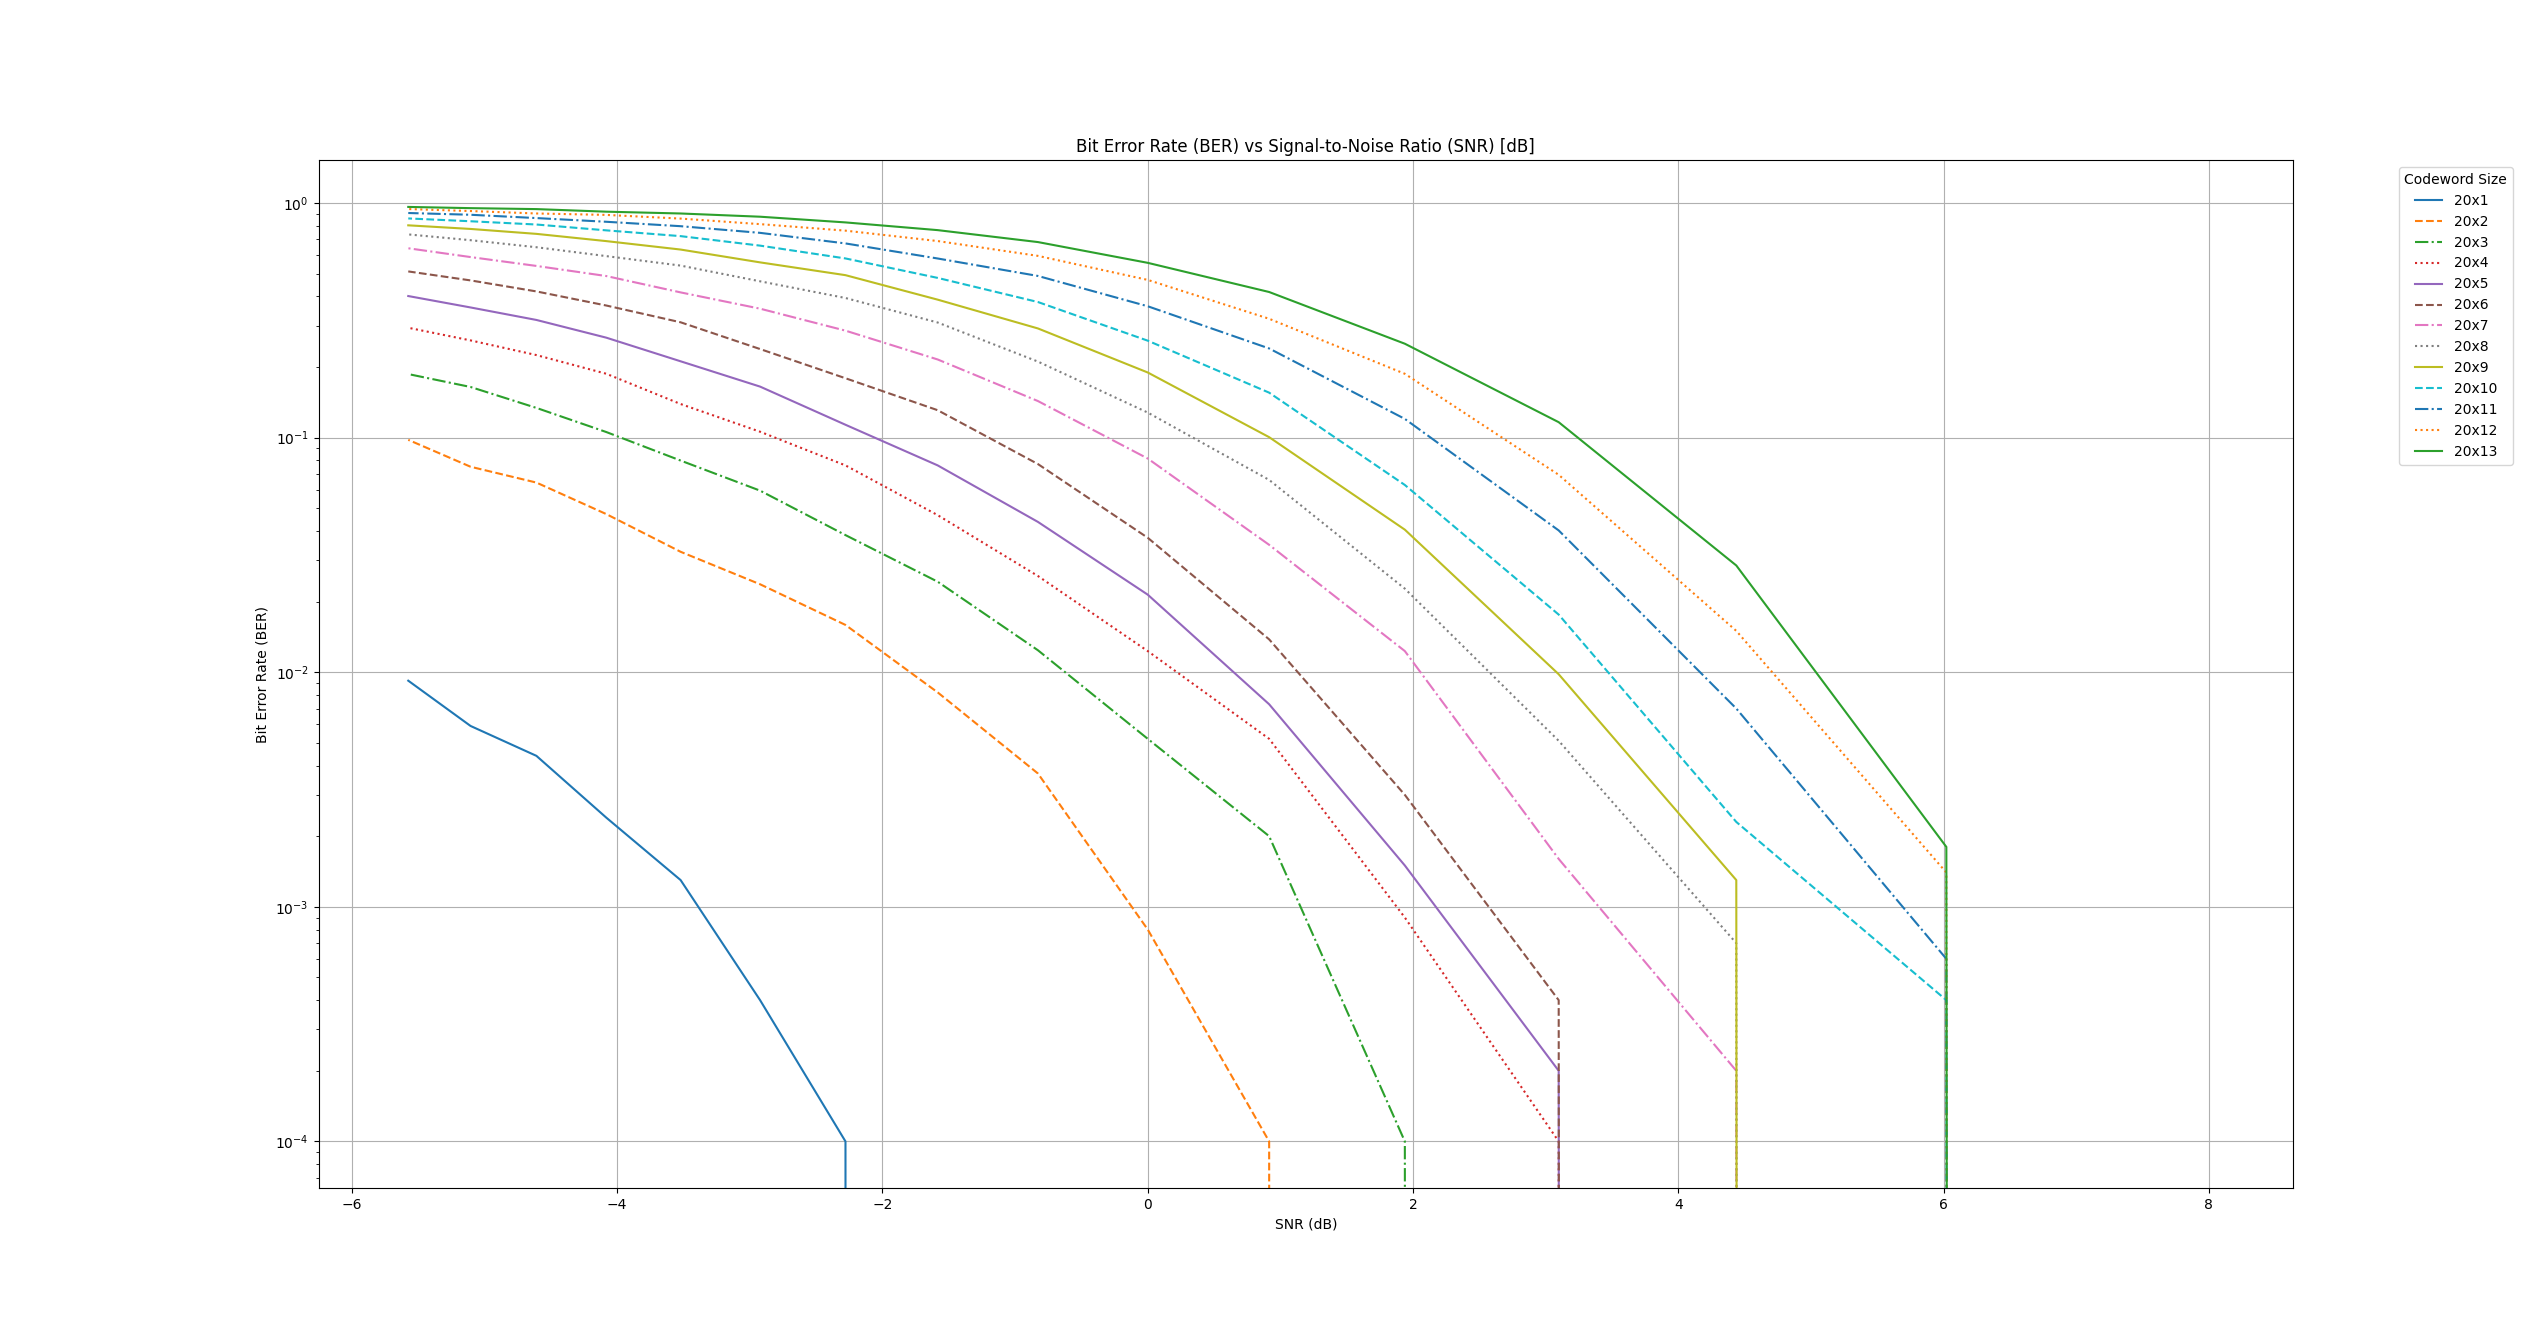 Bit Error Rate (BER) vs Signal-to-Noise Ratio (SNR) [dB]
Bit Error Rate (BER)
10⁰
10⁻¹
10⁻²
10⁻³
10⁻⁴
−6 −4 −2 0 2 4 6 8
SNR (dB)
Codeword Size
20x1
20x2
20x3
20x4
20x5
20x6
20x7
20x8
20x9
20x10
20x11
20x12
20x13